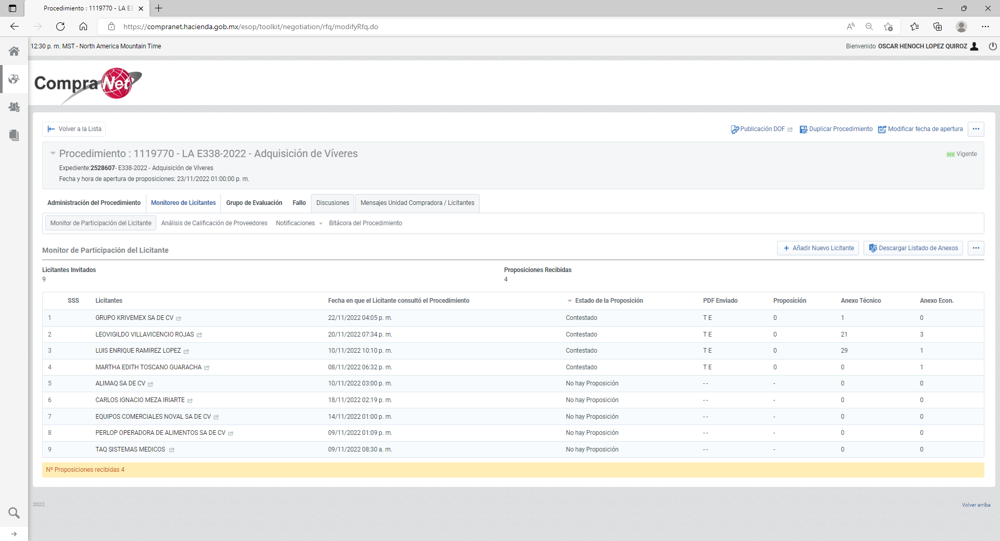 Procedimiento : 1119770 - LA E3
https://compranet.hacienda.gob.mx/esop/toolkit/negotiation/rfq/modifyRfq.do
12:30 p. m. MST - North America Mountain Time
Bienvenido OSCAR HENOCH LOPEZ QUIROZ
CompraNet
Volver a la Lista
Publicación DOF Duplicar Procedimiento Modificar fecha de apertura
Procedimiento : 1119770 - LA E338-2022 - Adquisición de Víveres
Vigente
Expediente:2528607- E338-2022 - Adquisición de Víveres
Fecha y hora de apertura de proposiciones: 23/11/2022 01:00:00 p. m.
Administración del Procedimiento Monitoreo de Licitantes Grupo de Evaluación Fallo Discusiones Mensajes Unidad Compradora / Licitantes
Monitor de Participación del Licitante Análisis de Calificación de Proveedores Notificaciones Bitácora del Procedimiento
Monitor de Participación del Licitante
+ Añadir Nuevo Licitante Descargar Listado de Anexos
Licitantes Invitados Proposiciones Recibidas
9 4
SSS Licitantes Fecha en que el Licitante consultó el Procedimiento Estado de la Proposición PDF Enviado Proposición Anexo Técnico Anexo Econ.
1 GRUPO KRIVEMEX SA DE CV 22/11/2022 04:05 p. m. Contestado T E 0 1 0
2 LEOVIGILDO VILLAVICENCIO ROJAS 20/11/2022 07:34 p. m. Contestado T E 0 21 3
3 LUIS ENRIQUE RAMIREZ LOPEZ 10/11/2022 10:10 p. m. Contestado T E 0 29 1
4 MARTHA EDITH TOSCANO GUARACHA 08/11/2022 06:32 p. m. Contestado T E 0 0 1
5 ALIMAQ SA DE CV 10/11/2022 03:00 p. m. No hay Proposición - - - 0 0
6 CARLOS IGNACIO MEZA IRIARTE 18/11/2022 02:19 p. m. No hay Proposición - - - 0 0
7 EQUIPOS COMERCIALES NOVAL SA DE CV 14/11/2022 01:00 p. m. No hay Proposición - - - 0 0
8 PERLOP OPERADORA DE ALIMENTOS SA DE CV 09/11/2022 01:09 p. m. No hay Proposición - - - 0 0
9 TAQ SISTEMAS MEDICOS 09/11/2022 08:30 a. m. No hay Proposición - - - 0 0
Nº Proposiciones recibidas 4
2022.
Volver arriba